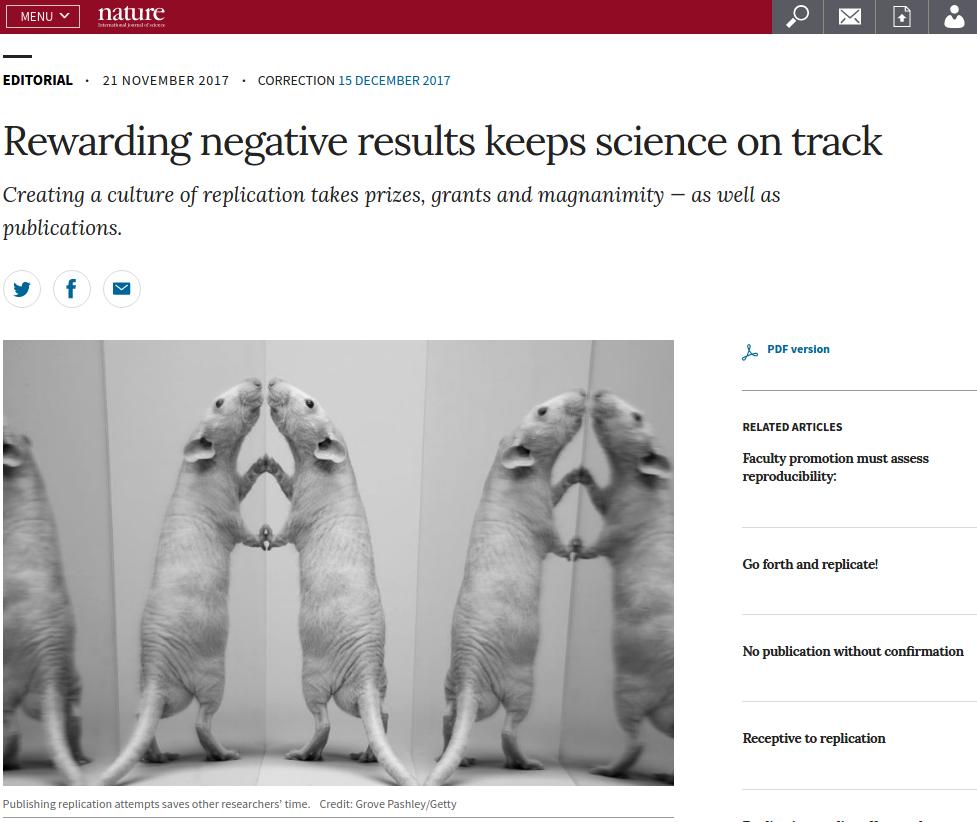 MENU
nature
International journal of science
EDITORIAL · 21 NOVEMBER 2017 · CORRECTION 15 DECEMBER 2017
Rewarding negative results keeps science on track
Creating a culture of replication takes prizes, grants and magnanimity — as well as
publications.
PDF version
RELATED ARTICLES
Faculty promotion must assess
reproducibility:
Go forth and replicate!
No publication without confirmation
Receptive to replication
Publishing replication attempts saves other researchers' time. Credit: Grove Pashley/Getty